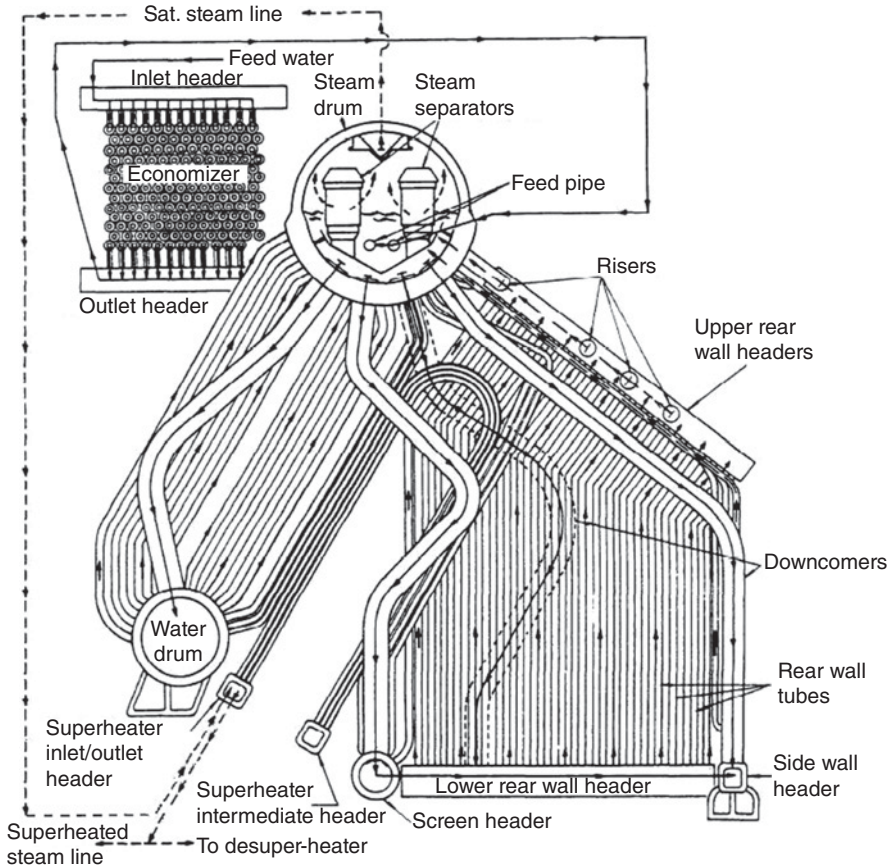 Sat. steam line
Feed water
Inlet header
Steam
drum
Steam
separators
Economizer
Feed pipe
Outlet header
Risers
Upper rear
wall headers
Downcomers
Water
drum
Rear wall
tubes
Superheater
inlet/outlet
header
Superheater
intermediate header
Lower rear wall header
Side wall
header
Screen header
Superheated
steam line
To desuper-heater